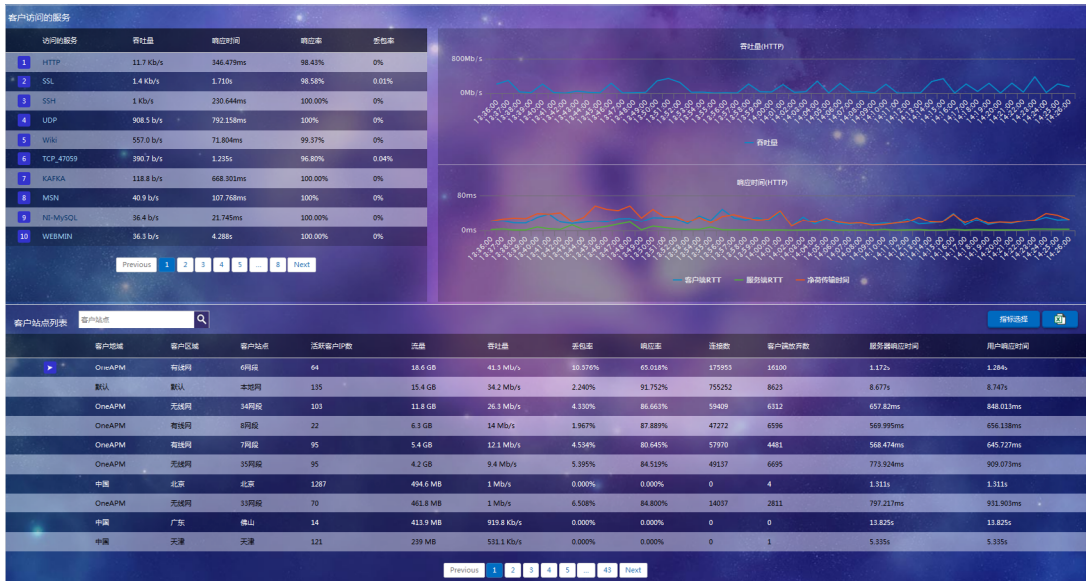 客户访问的服务
访问的服务 吞吐量 响应时间 响应率 丢包率
1 HTTP 11.7 Kb/s 346.479ms 98.43% 0%
2 SSL 1.4 Kb/s 1.710s 98.58% 0.01%
3 SSH 1 Kb/s 230.644ms 100.00% 0%
4 UDP 908.5 b/s 792.158ms 100% 0%
5 Wiki 557.0 b/s 71.804ms 99.37% 0%
6 TCP_47059 390.7 b/s 1.235s 96.80% 0.04%
7 KAFKA 118.8 b/s 668.301ms 100.00% 0%
8 MSN 40.9 b/s 107.768ms 100% 0%
9 NI-MySQL 36.4 b/s 21.745ms 100.00% 0%
10 WEBMIN 36.3 b/s 4.288s 100.00% 0%
Previous 1 2 3 4 5 ... 8 Next
吞吐量(HTTP)
800Mb/s
0Mb/s
吞吐量
响应时间(HTTP)
80ms
0ms
客户端RTT 服务端RTT 净荷传输时间
客户站点列表 客户站点 指标选择
客户地域 客户区域 客户站点 活跃客户IP数 流量 吞吐量 丢包率 响应率 连接数 客户端放弃数 服务器响应时间 用户响应时间
OneAPM 有线网 6网段 64 18.6 GB 41.3 Mb/s 10.376% 65.018% 175953 16100 1.172s 1.284s
默认 默认 本地网 135 15.4 GB 34.2 Mb/s 2.240% 91.752% 755252 8623 8.677s 8.747s
OneAPM 无线网 34网段 103 11.8 GB 26.3 Mb/s 4.330% 86.663% 59409 6312 657.82ms 848.013ms
OneAPM 有线网 8网段 22 6.3 GB 14 Mb/s 1.967% 87.889% 47272 6596 569.995ms 656.138ms
OneAPM 有线网 7网段 95 5.4 GB 12.1 Mb/s 4.534% 80.645% 57970 4481 568.474ms 645.727ms
OneAPM 无线网 35网段 95 4.2 GB 9.4 Mb/s 5.395% 84.519% 49137 6695 773.924ms 909.073ms
中国 北京 北京 1287 494.6 MB 1 Mb/s 0.000% 0.000% 0 4 1.311s 1.311s
OneAPM 无线网 33网段 70 461.8 MB 1 Mb/s 6.508% 84.800% 14037 2811 797.217ms 931.903ms
中国 广东 佛山 14 413.9 MB 919.8 Kb/s 0.000% 0.000% 0 0 13.825s 13.825s
中国 天津 天津 121 239 MB 531.1 Kb/s 0.000% 0.000% 0 1 5.335s 5.335s
Previous 1 2 3 4 5 ... 43 Next